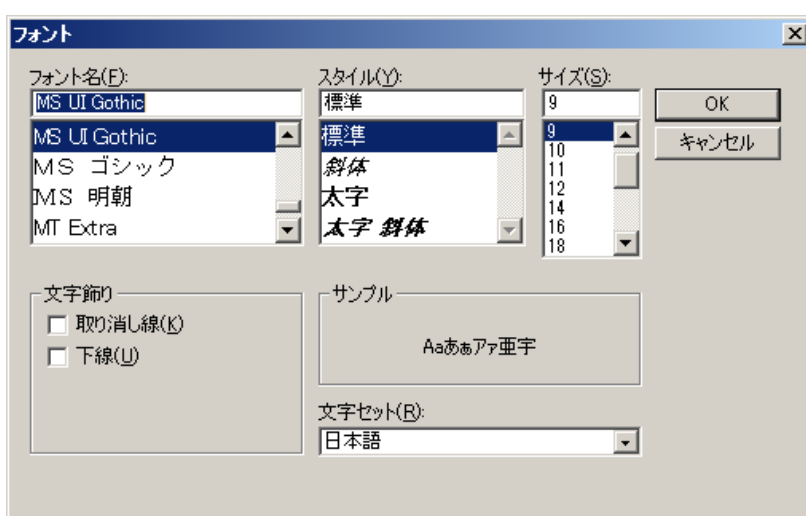 フォント
フォント名(F):
MS UI Gothic
MS UI Gothic
MS ゴシック
MS 明朝
MT Extra
スタイル(Y):
標準
標準
斜体
太字
太字 斜体
サイズ(S):
9
9
10
11
12
14
16
18
OK
キャンセル
文字飾り
取り消し線(K)
下線(U)
サンプル
Aaあぁアァ亜宇
文字セット(R):
日本語